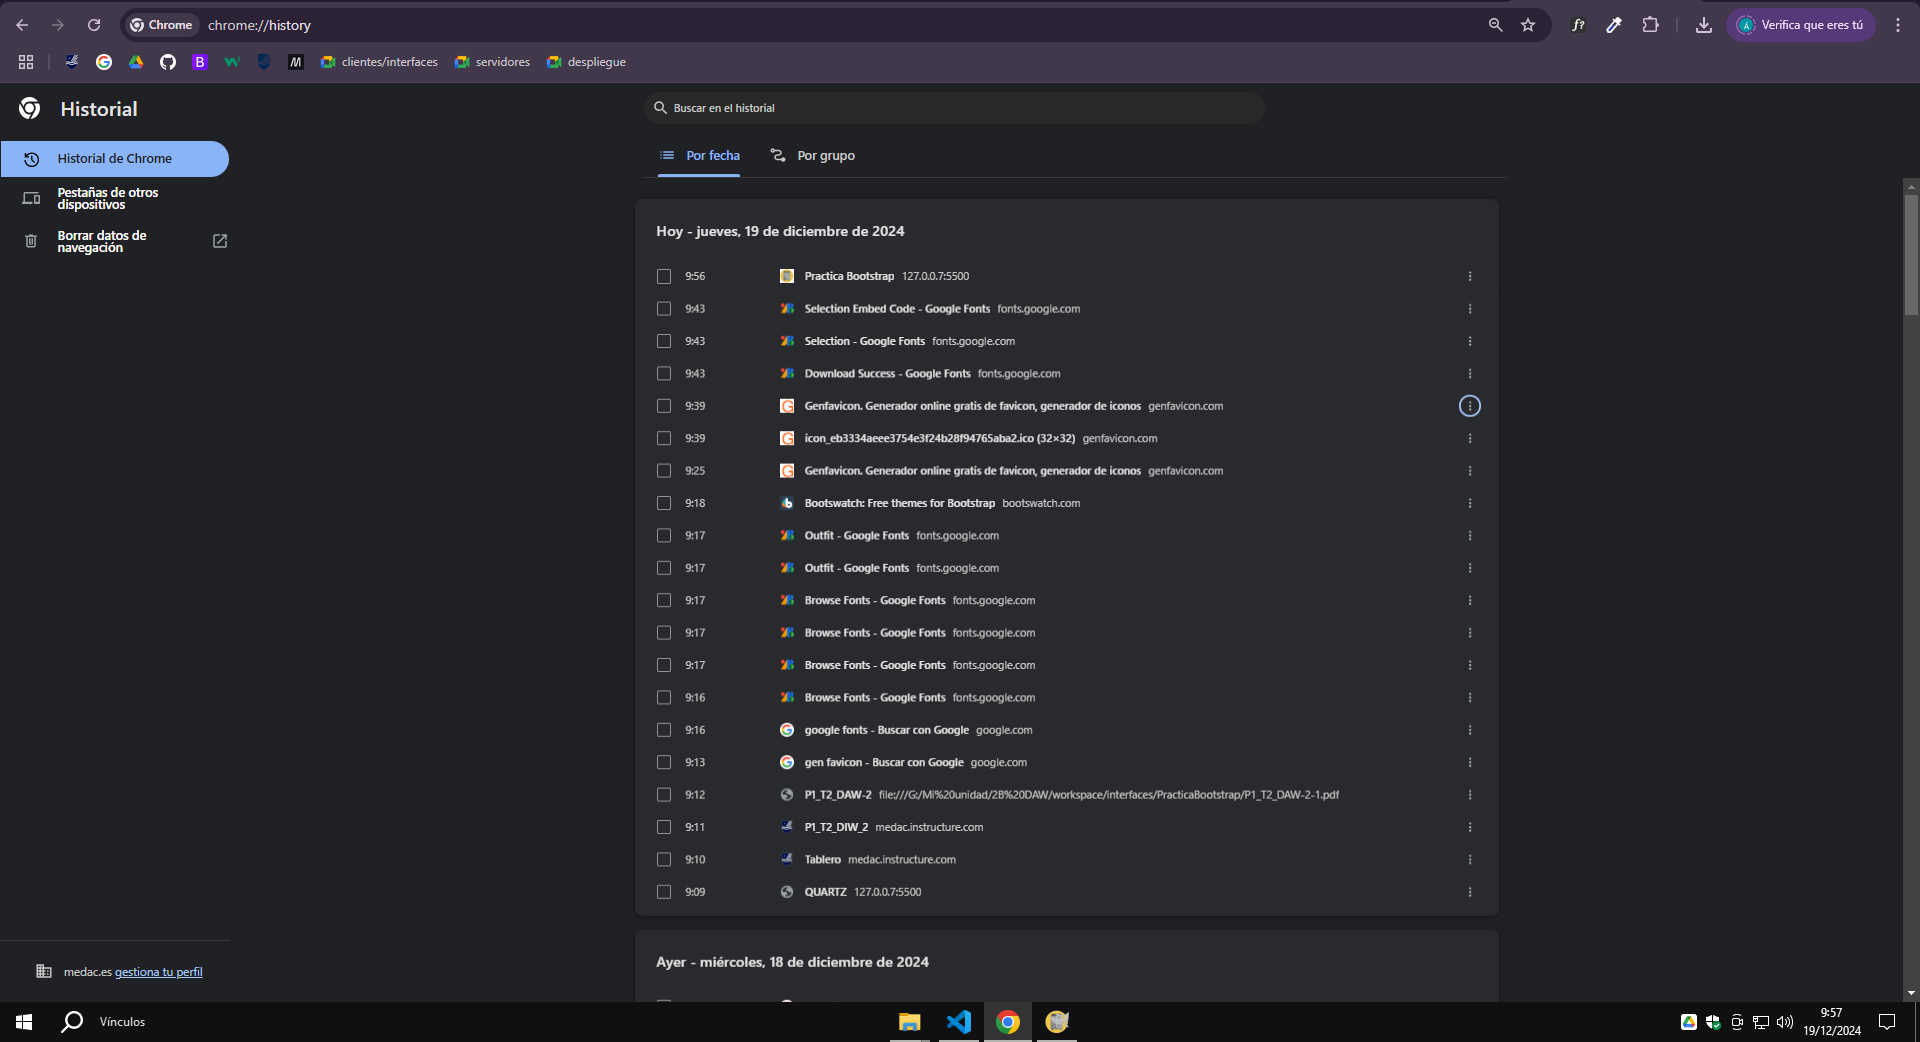 Chrome
chrome://history
f?
Verifica que eres tú
B
M
clientes/interfaces
servidores
despliegue
Historial
Buscar en el historial
Historial de Chrome
Por fecha
Por grupo
Pestañas de otros
dispositivos
Borrar datos de
navegación
Hoy - jueves, 19 de diciembre de 2024
9:56 Practica Bootstrap 127.0.0.7:5500
9:43 Selection Embed Code - Google Fonts fonts.google.com
9:43 Selection - Google Fonts fonts.google.com
9:43 Download Success - Google Fonts fonts.google.com
9:39 Genfavicon. Generador online gratis de favicon, generador de iconos genfavicon.com
9:39 icon_eb3334aeee3754e3f24b28f94765aba2.ico (32×32) genfavicon.com
9:25 Genfavicon. Generador online gratis de favicon, generador de iconos genfavicon.com
9:18 Bootswatch: Free themes for Bootstrap bootswatch.com
9:17 Outfit - Google Fonts fonts.google.com
9:17 Outfit - Google Fonts fonts.google.com
9:17 Browse Fonts - Google Fonts fonts.google.com
9:17 Browse Fonts - Google Fonts fonts.google.com
9:17 Browse Fonts - Google Fonts fonts.google.com
9:16 Browse Fonts - Google Fonts fonts.google.com
9:16 google fonts - Buscar con Google google.com
9:13 gen favicon - Buscar con Google google.com
9:12 P1_T2_DAW-2 file:///G:/Mi%20unidad/2B%20DAW/workspace/interfaces/PracticaBootstrap/P1_T2_DAW-2-1.pdf
9:11 P1_T2_DIW_2 medac.instructure.com
9:10 Tablero medac.instructure.com
9:09 QUARTZ 127.0.0.7:5500
Ayer - miércoles, 18 de diciembre de 2024
medac.es gestiona tu perfil
Vínculos
9:57
19/12/2024